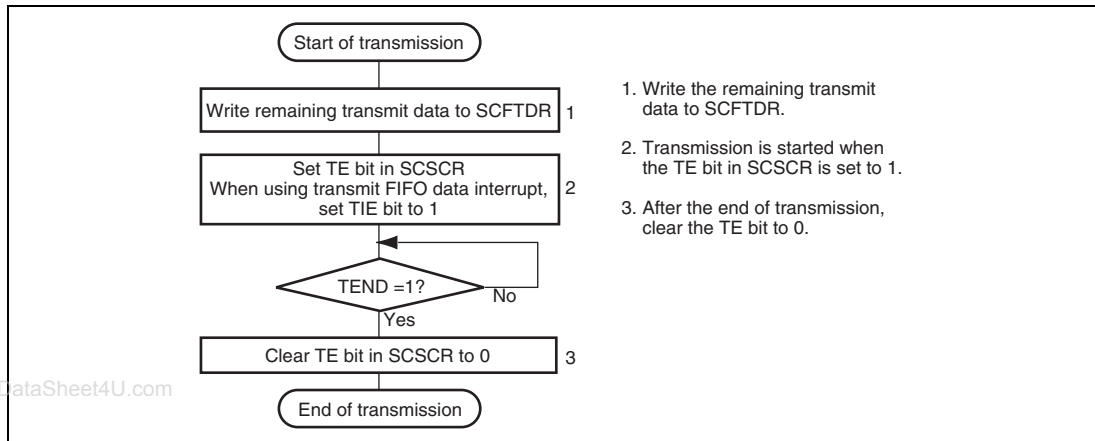 Start of transmission
Write remaining transmit data to SCFTDR
1
Set TE bit in SCSCR
When using transmit FIFO data interrupt,
set TIE bit to 1
2
TEND =1?
No
Yes
Clear TE bit in SCSCR to 0
3
End of transmission
1. Write the remaining transmit
data to SCFTDR.
2. Transmission is started when
the TE bit in SCSCR is set to 1.
3. After the end of transmission,
clear the TE bit to 0.
DataSheet4U.com